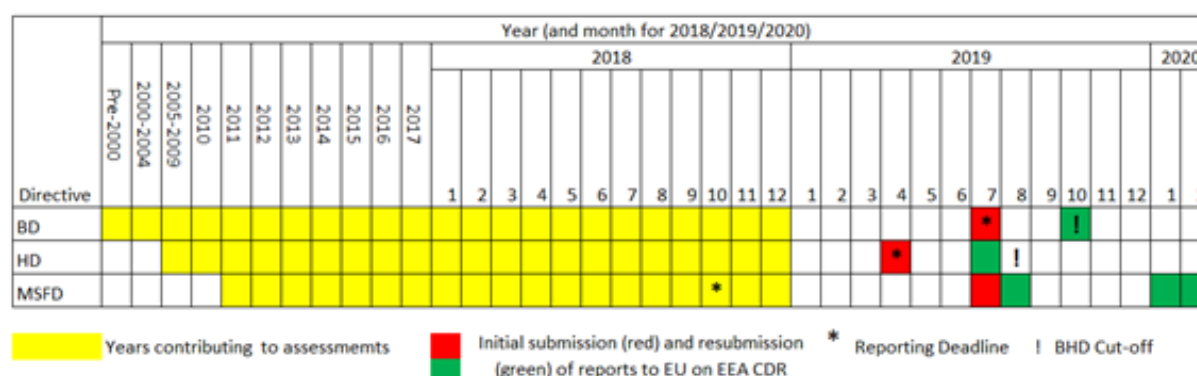 Year (and month for 2018/2019/2020)
2018 2019 2020
Directive Pre-2000 2000-2004 2005-2009 2010 2011 2012 2013 2014 2015 2016 2017 1 2 3 4 5 6 7 8 9 10 11 12 1 2 3 4 5 6 7 8 9 10 11 12 1
BD * !
HD * !
MSFD *
Years contributing to assessmemts Initial submission (red) and resubmission * Reporting Deadline ! BHD Cut-off
(green) of reports to EU on EEA CDR